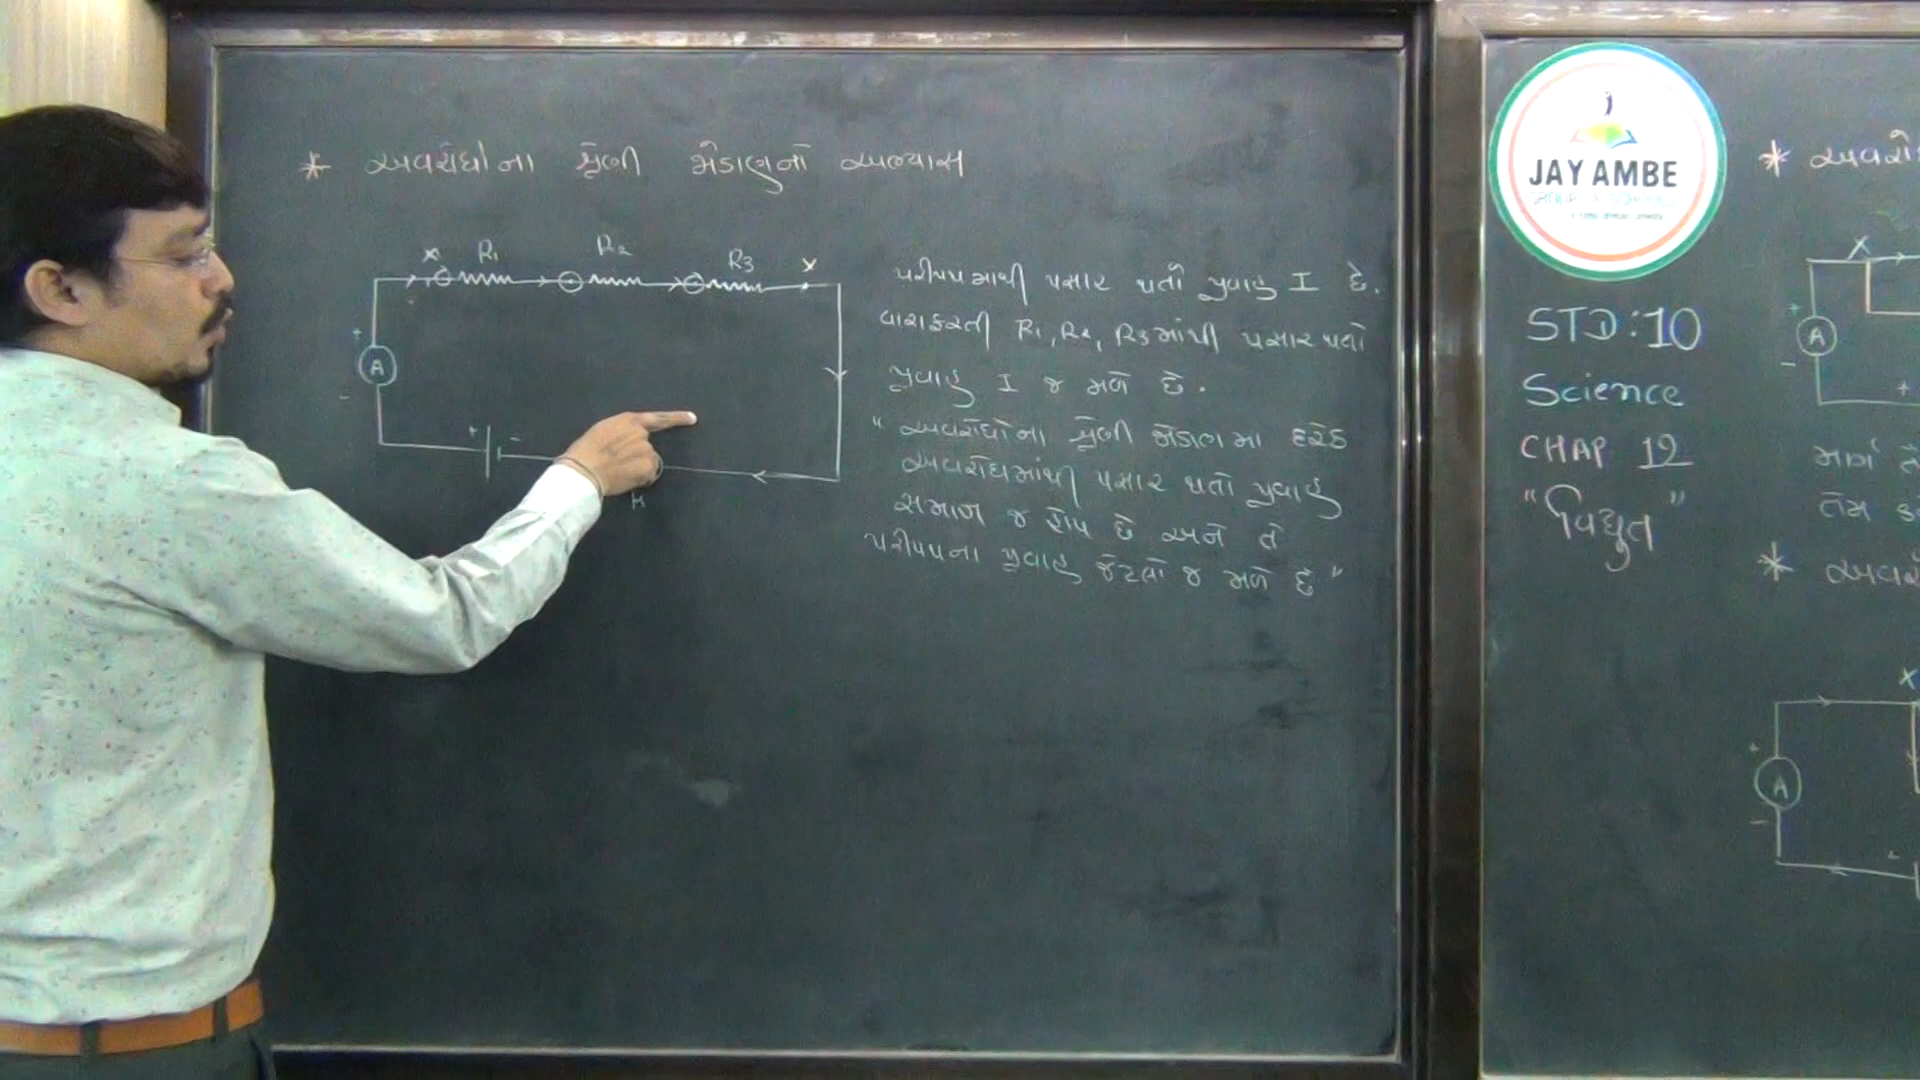 * અવરોધોના શ્રેણી જોડાણનો અભ્યાસ
X R1 R2 R3 Y
+
A
-
+ -
K
પરીપથમાથી પસાર થતો પ્રવાહ I છે.
વારાફરતી R1, R2, R3માંથી પસાર થતો
પ્રવાહ I જ મળે છે.
"અવરોધોના શ્રેણી જોડાણમા દરેક
અવરોધમાંથી પસાર થતો પ્રવાહ
સમાન જ હોય છે અને તે
પરીપથના પ્રવાહ જેટલો જ મળે છે"
JAY AMBE
STD:10
Science
CHAP 12
"વિદ્યુત"
*
X
+
A
-
+
માર્ગ
તેમ
*
X
+
A
-